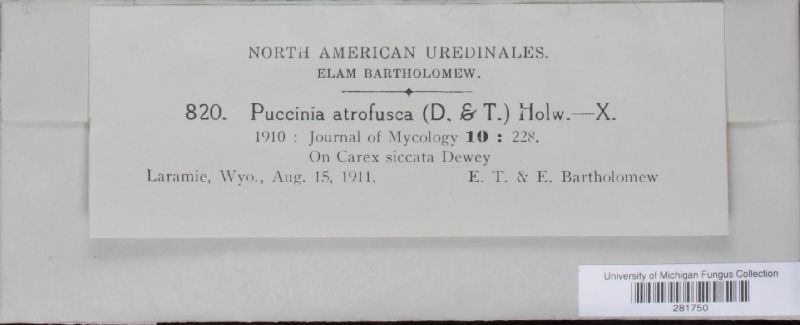 NORTH AMERICAN UREDINALES.
ELAM BARTHOLOMEW.
820. Puccinia atrofusca (D. & T.) Holw.—X.
1910 : Journal of Mycology 10 : 228.
On Carex siccata Dewey
Laramie, Wyo., Aug. 15, 1911. E. T. & E. Bartholomew
University of Michigan Fungus Collection
281750